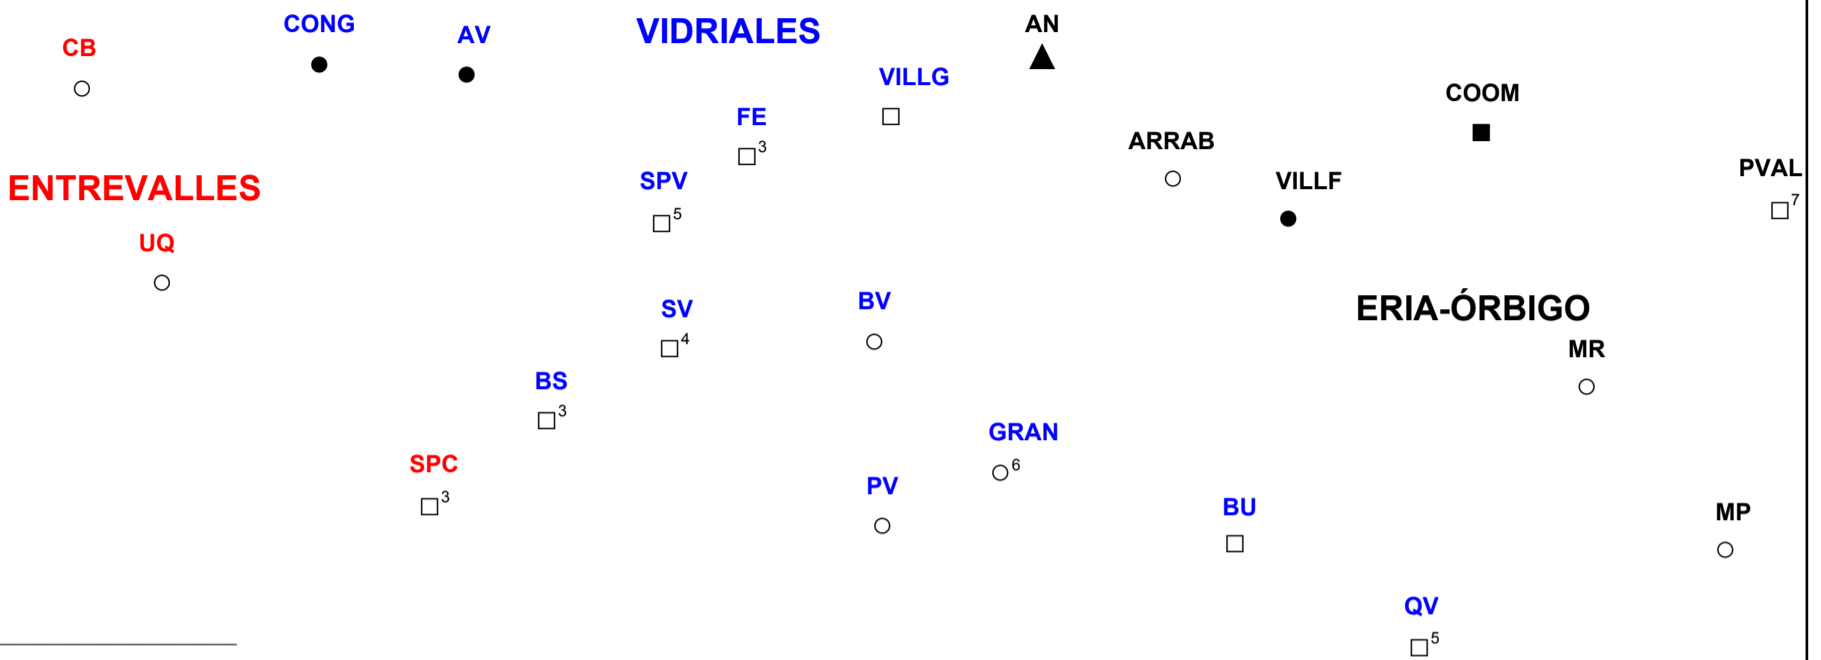 CONG
AN
AV
VIDRIALES
CB
VILLG
COOM
FE
3
ARRAB
PVAL
7
SPV
5
VILLF
ENTREVALLES
UQ
BV
SV
4
ERIA-ÓRBIGO
MR
BS
3
GRAN
6
SPC
3
PV
BU
MP
QV
5